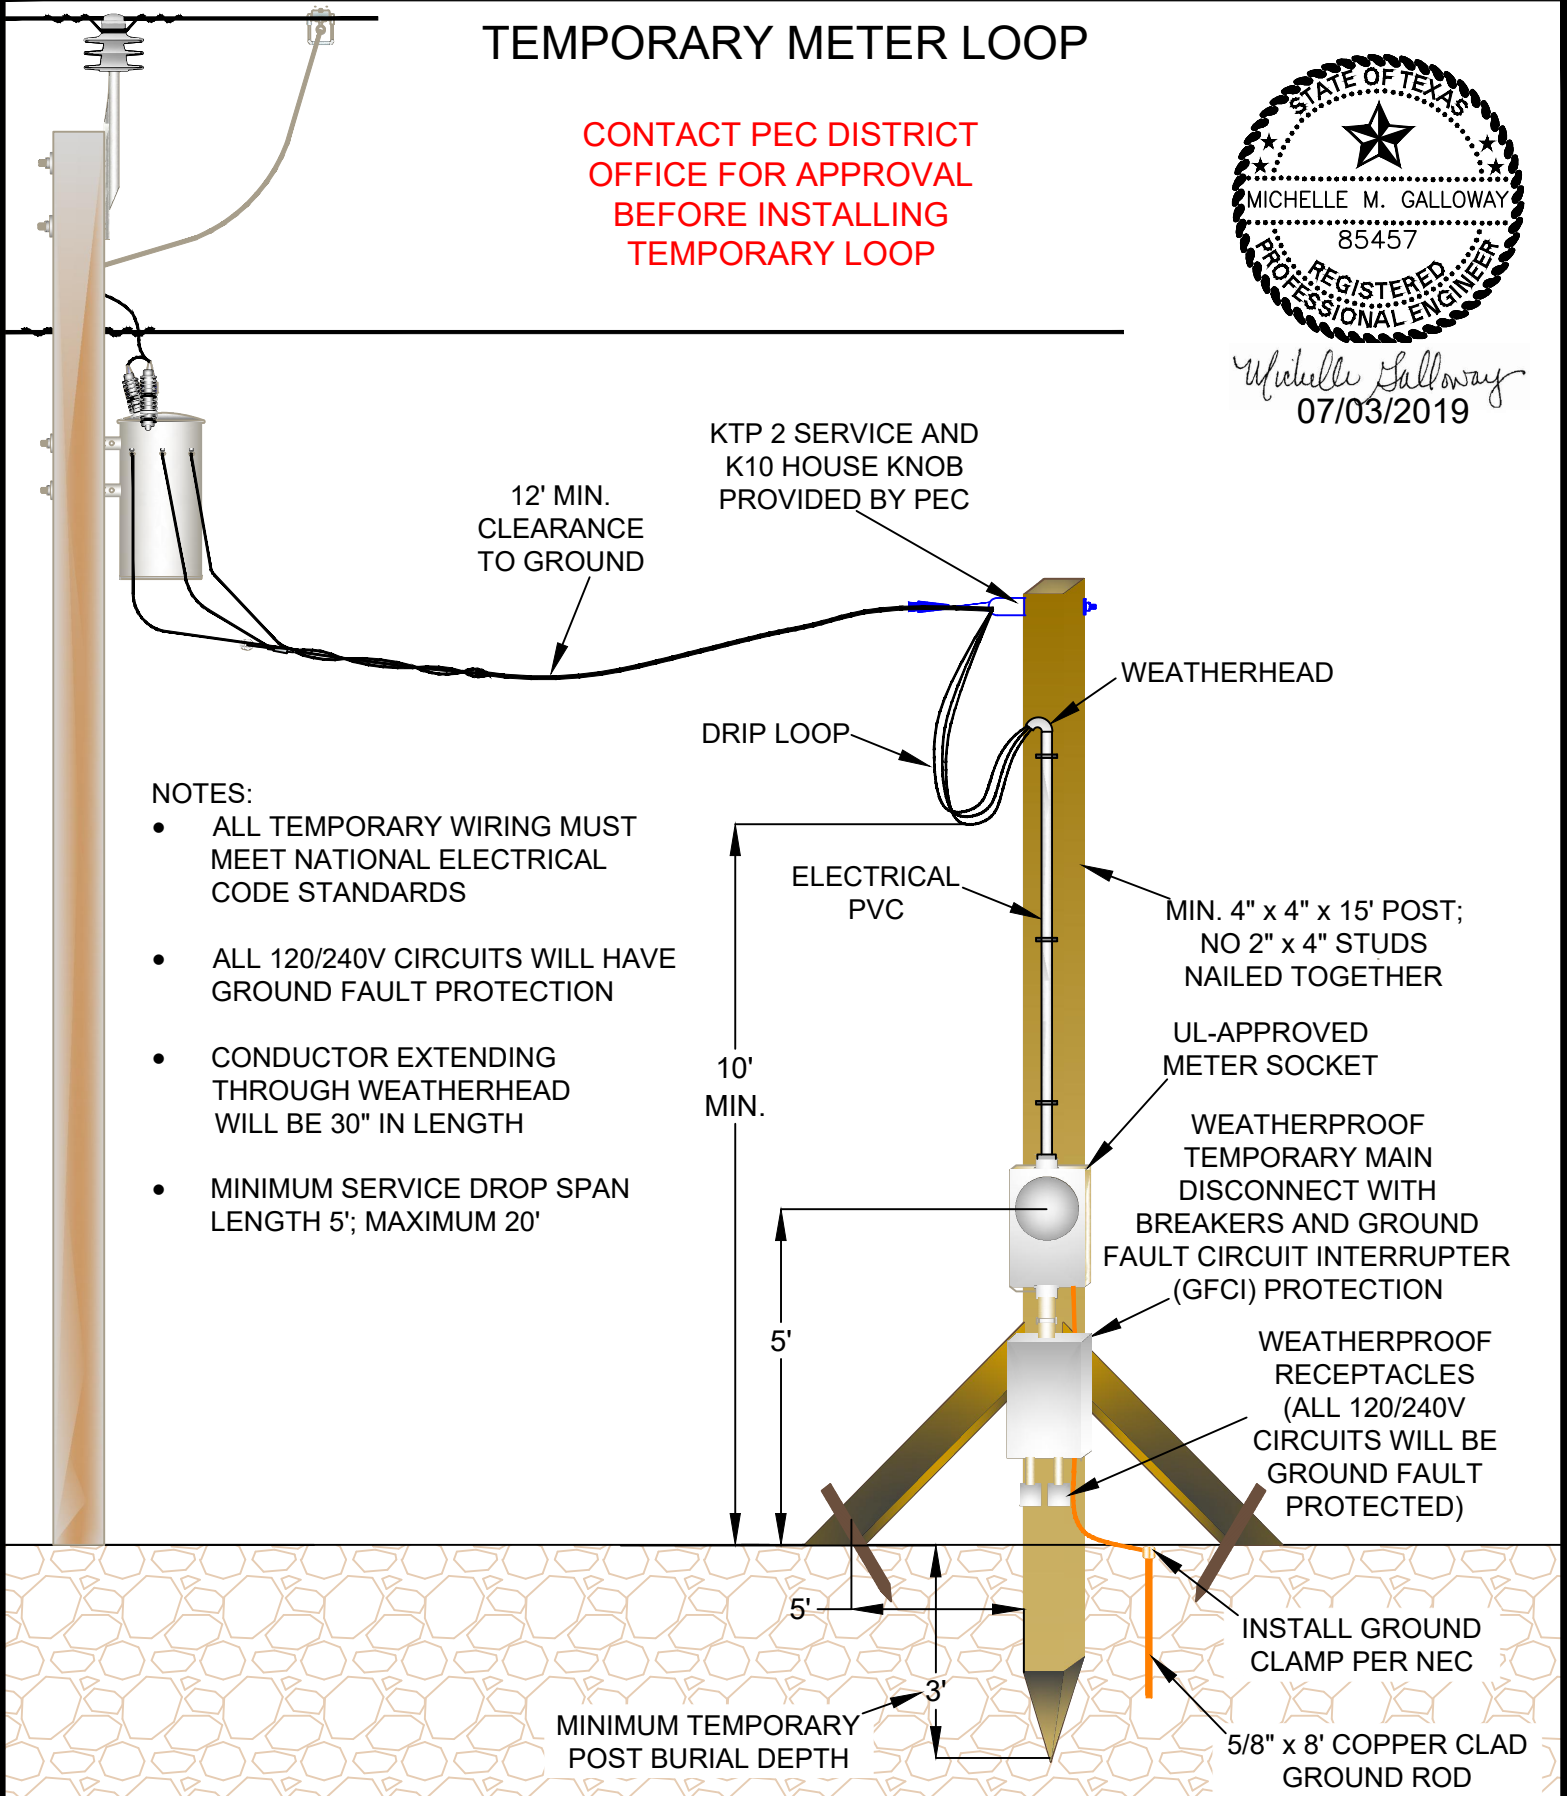 TEMPORARY METER LOOP
CONTACT PEC DISTRICT
OFFICE FOR APPROVAL
BEFORE INSTALLING
TEMPORARY LOOP
STATE OF TEXAS
MICHELLE M. GALLOWAY
85457
REGISTERED
PROFESSIONAL ENGINEER
Michelle Galloway
07/03/2019
KTP 2 SERVICE AND
K10 HOUSE KNOB
PROVIDED BY PEC
12' MIN.
CLEARANCE
TO GROUND
WEATHERHEAD
DRIP LOOP
NOTES:
• ALL TEMPORARY WIRING MUST
MEET NATIONAL ELECTRICAL
CODE STANDARDS
• ALL 120/240V CIRCUITS WILL HAVE
GROUND FAULT PROTECTION
• CONDUCTOR EXTENDING
THROUGH WEATHERHEAD
WILL BE 30" IN LENGTH
• MINIMUM SERVICE DROP SPAN
LENGTH 5'; MAXIMUM 20'
ELECTRICAL
PVC
MIN. 4" x 4" x 15' POST;
NO 2" x 4" STUDS
NAILED TOGETHER
10'
MIN.
UL-APPROVED
METER SOCKET
WEATHERPROOF
TEMPORARY MAIN
DISCONNECT WITH
BREAKERS AND GROUND
FAULT CIRCUIT INTERRUPTER
(GFCI) PROTECTION
5'
WEATHERPROOF
RECEPTACLES
(ALL 120/240V
CIRCUITS WILL BE
GROUND FAULT
PROTECTED)
5'
INSTALL GROUND
CLAMP PER NEC
3'
MINIMUM TEMPORARY
POST BURIAL DEPTH
5/8" x 8' COPPER CLAD
GROUND ROD